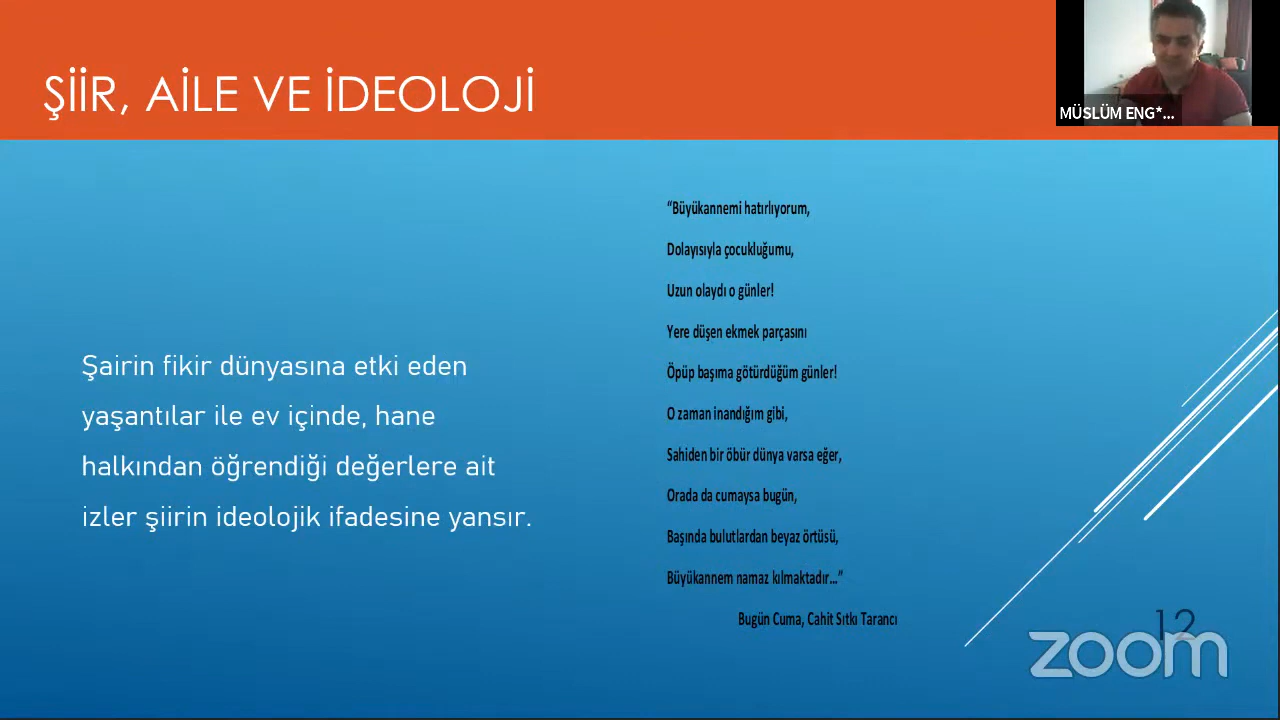 ŞİİR, AİLE VE İDEOLOJİ
MÜSLÜM ENG*...
Şairin fikir dünyasına etki eden
yaşantılar ile ev içinde, hane
halkından öğrendiği değerlere ait
izler şiirin ideolojik ifadesine yansır.
“Büyükannemi hatırlıyorum,
Dolayısıyla çocukluğumu,
Uzun olaydı o günler!
Yere düşen ekmek parçasını
Öpüp başıma götürdüğüm günler!
O zaman inandığım gibi,
Sahiden bir öbür dünya varsa eğer,
Orada da cumaysa bugün,
Başında bulutlardan beyaz örtüsü,
Büyükannem namaz kılmaktadır...”
Bugün Cuma, Cahit Sıtkı Tarancı
12
zoom